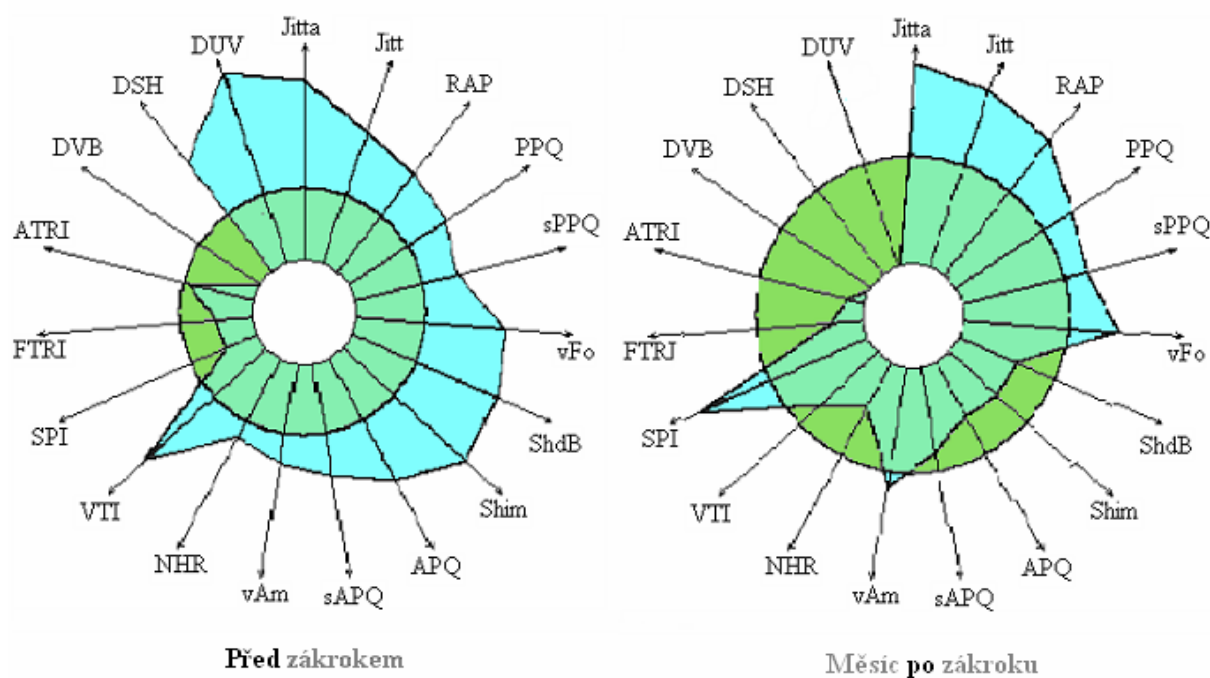 Jitta
Jitt
RAP
PPQ
sPPQ
vFo
ShdB
Shim
APQ
sAPQ
vAm
NHR
VTI
SPI
FTRI
ATRI
DVB
DSH
DUV
Před zákrokem
Jitta
Jitt
RAP
PPQ
sPPQ
vFo
ShdB
Shim
APQ
sAPQ
vAm
NHR
VTI
SPI
FTRI
ATRI
DVB
DSH
DUV
Měsíc po zákroku